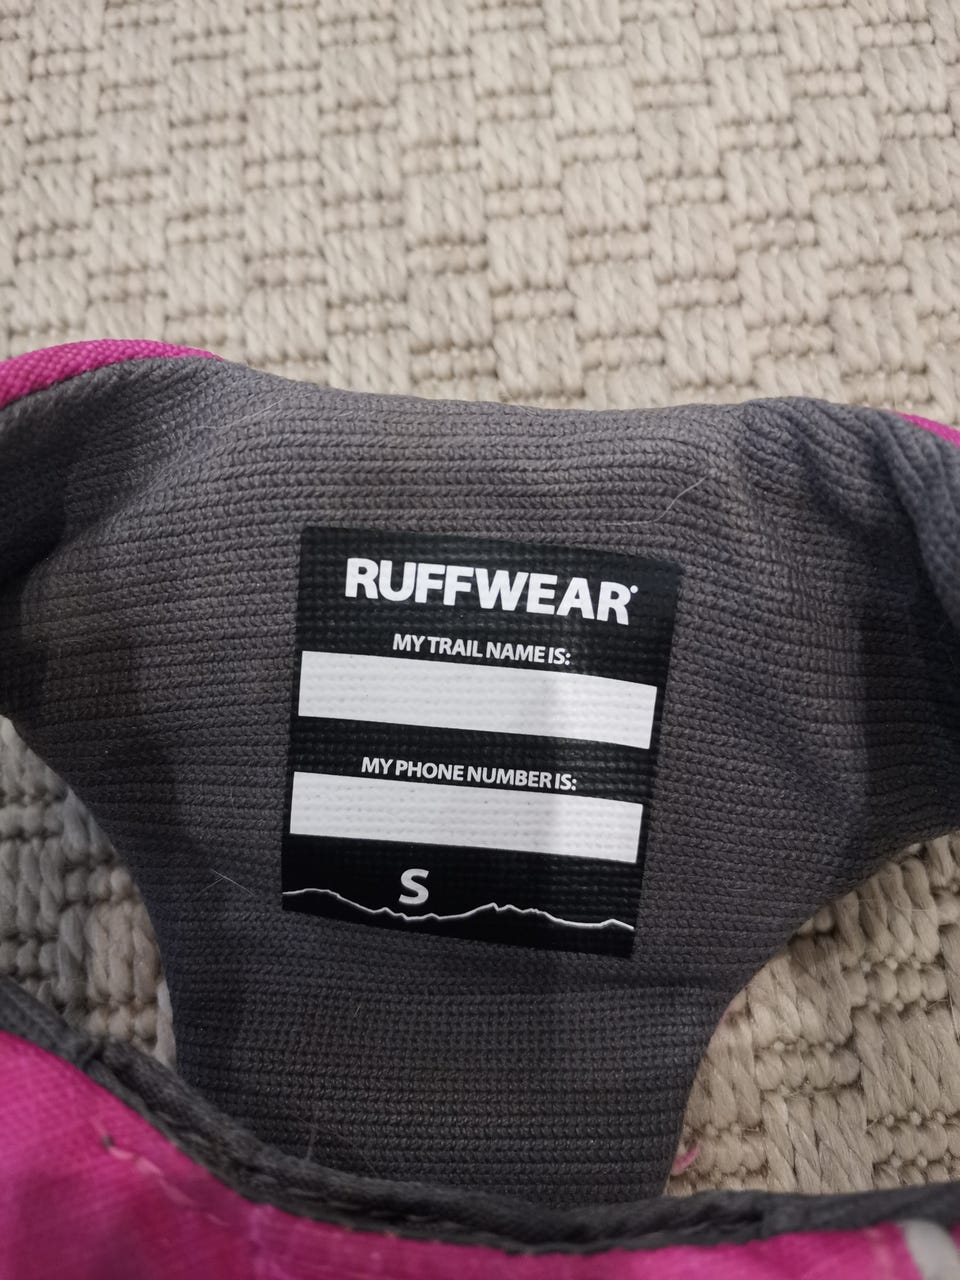 RUFFWEAR
MY TRAIL NAME IS:
MY PHONE NUMBER IS:
S